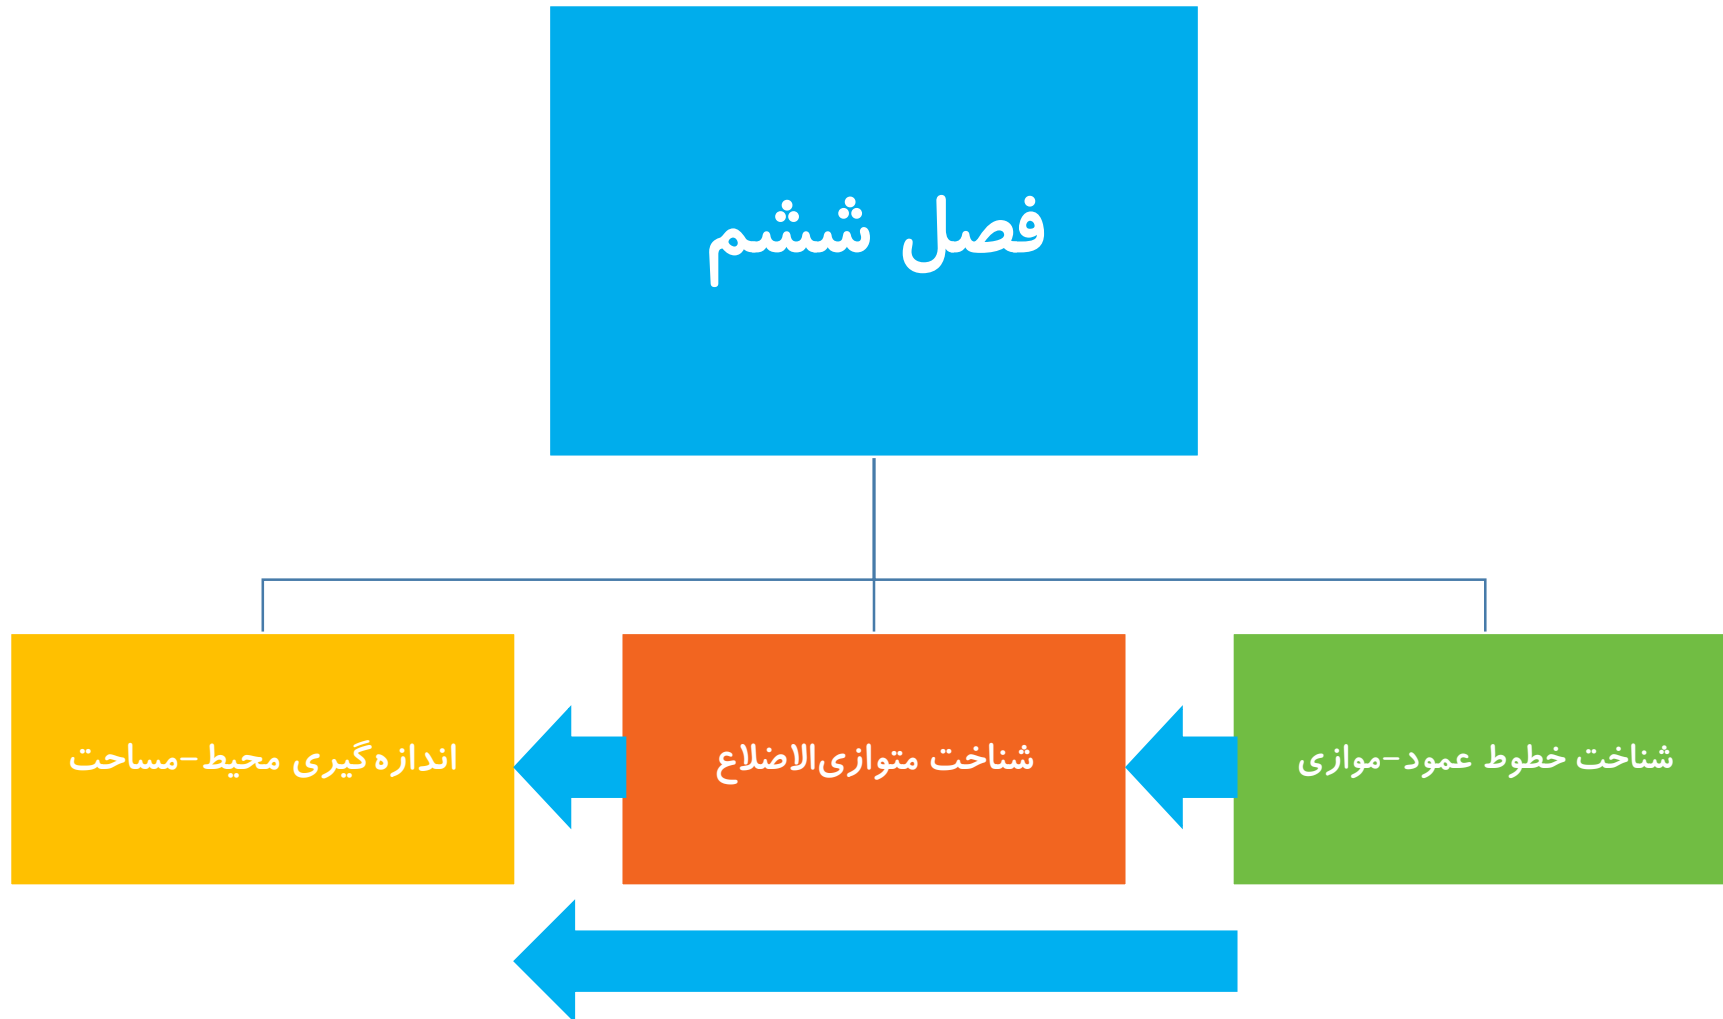 فصل ششم
شناخت خطوط عمود-موازی
شناخت متوازی‌الاضلاع
اندازه‌گیری محیط-مساحت